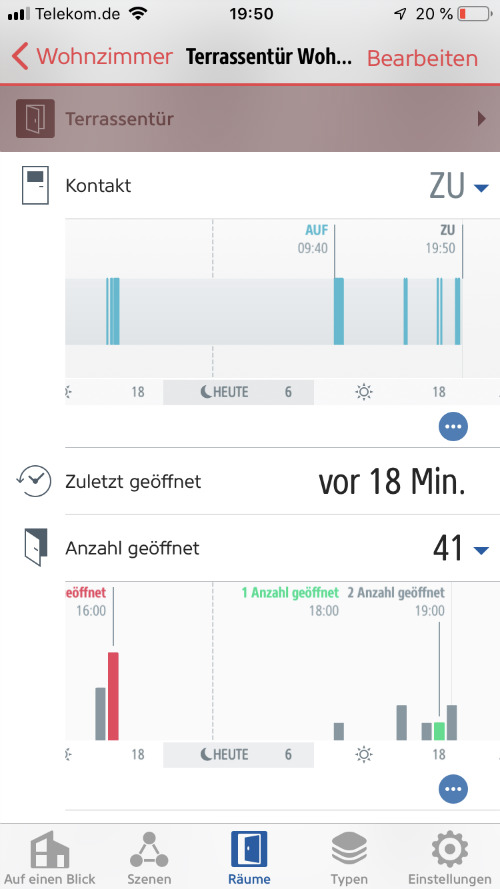 Telekom.de 19:50 20 %
Wohnzimmer Terrassentür Woh... Bearbeiten
Terrassentür
Kontakt ZU
AUF ZU
09:40 19:50
18 HEUTE 6 18
Zuletzt geöffnet vor 18 Min.
Anzahl geöffnet 41
eöffnet 1 Anzahl geöffnet 2 Anzahl geöffnet
16:00 18:00 19:00
18 HEUTE 6 18
Auf einen Blick Szenen Räume Typen Einstellungen